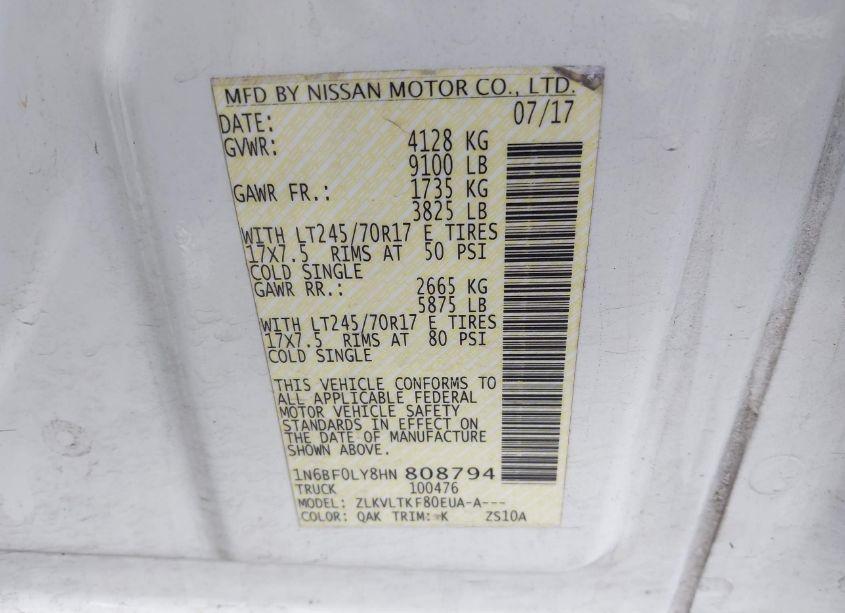 MFD BY NISSAN MOTOR CO., LTD.
DATE: 07/17
GVWR: 4128 KG
9100 LB
GAWR FR.: 1735 KG
3825 LB
WITH LT245/70R17 E TIRES
17X7.5 RIMS AT 50 PSI
COLD SINGLE
GAWR RR.: 2665 KG
5875 LB
WITH LT245/70R17 E TIRES
17X7.5 RIMS AT 80 PSI
COLD SINGLE
THIS VEHICLE CONFORMS TO
ALL APPLICABLE FEDERAL
MOTOR VEHICLE SAFETY
STANDARDS IN EFFECT ON
THE DATE OF MANUFACTURE
SHOWN ABOVE.
1N6BF0LY8HN 808794
TRUCK 100476
MODEL: ZLKVLTKF80EUA-A---
COLOR: QAK TRIM: K ZS10A